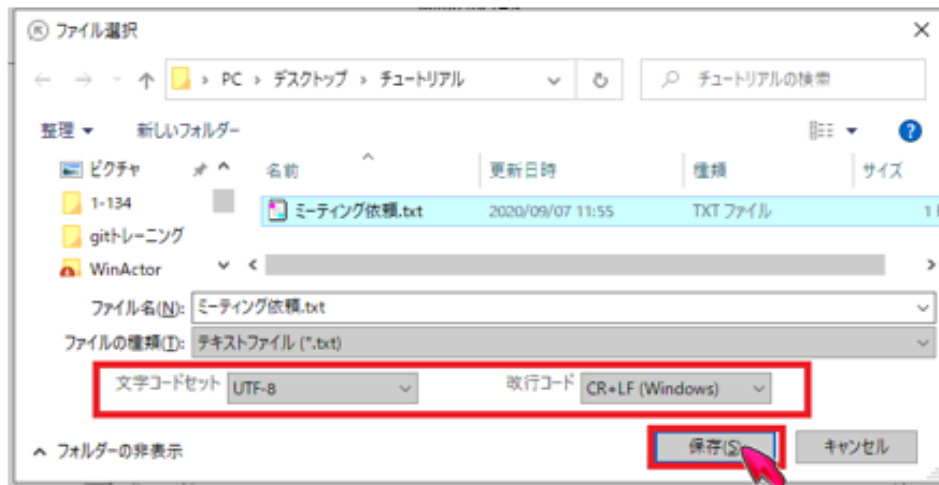 ファイル選択
PC › デスクトップ › チュートリアル
チュートリアルの検索
整理
新しいフォルダー
ピクチャ
1-134
gitトレーニング
WinActor
名前 更新日時 種類 サイズ
ミーティング依頼.txt 2020/09/07 11:55 TXT ファイル 1
ファイル名(N): ミーティング依頼.txt
ファイルの種類(T): テキストファイル (*.txt)
文字コードセット UTF-8 改行コード CR+LF (Windows)
フォルダーの非表示
保存(S)
キャンセル